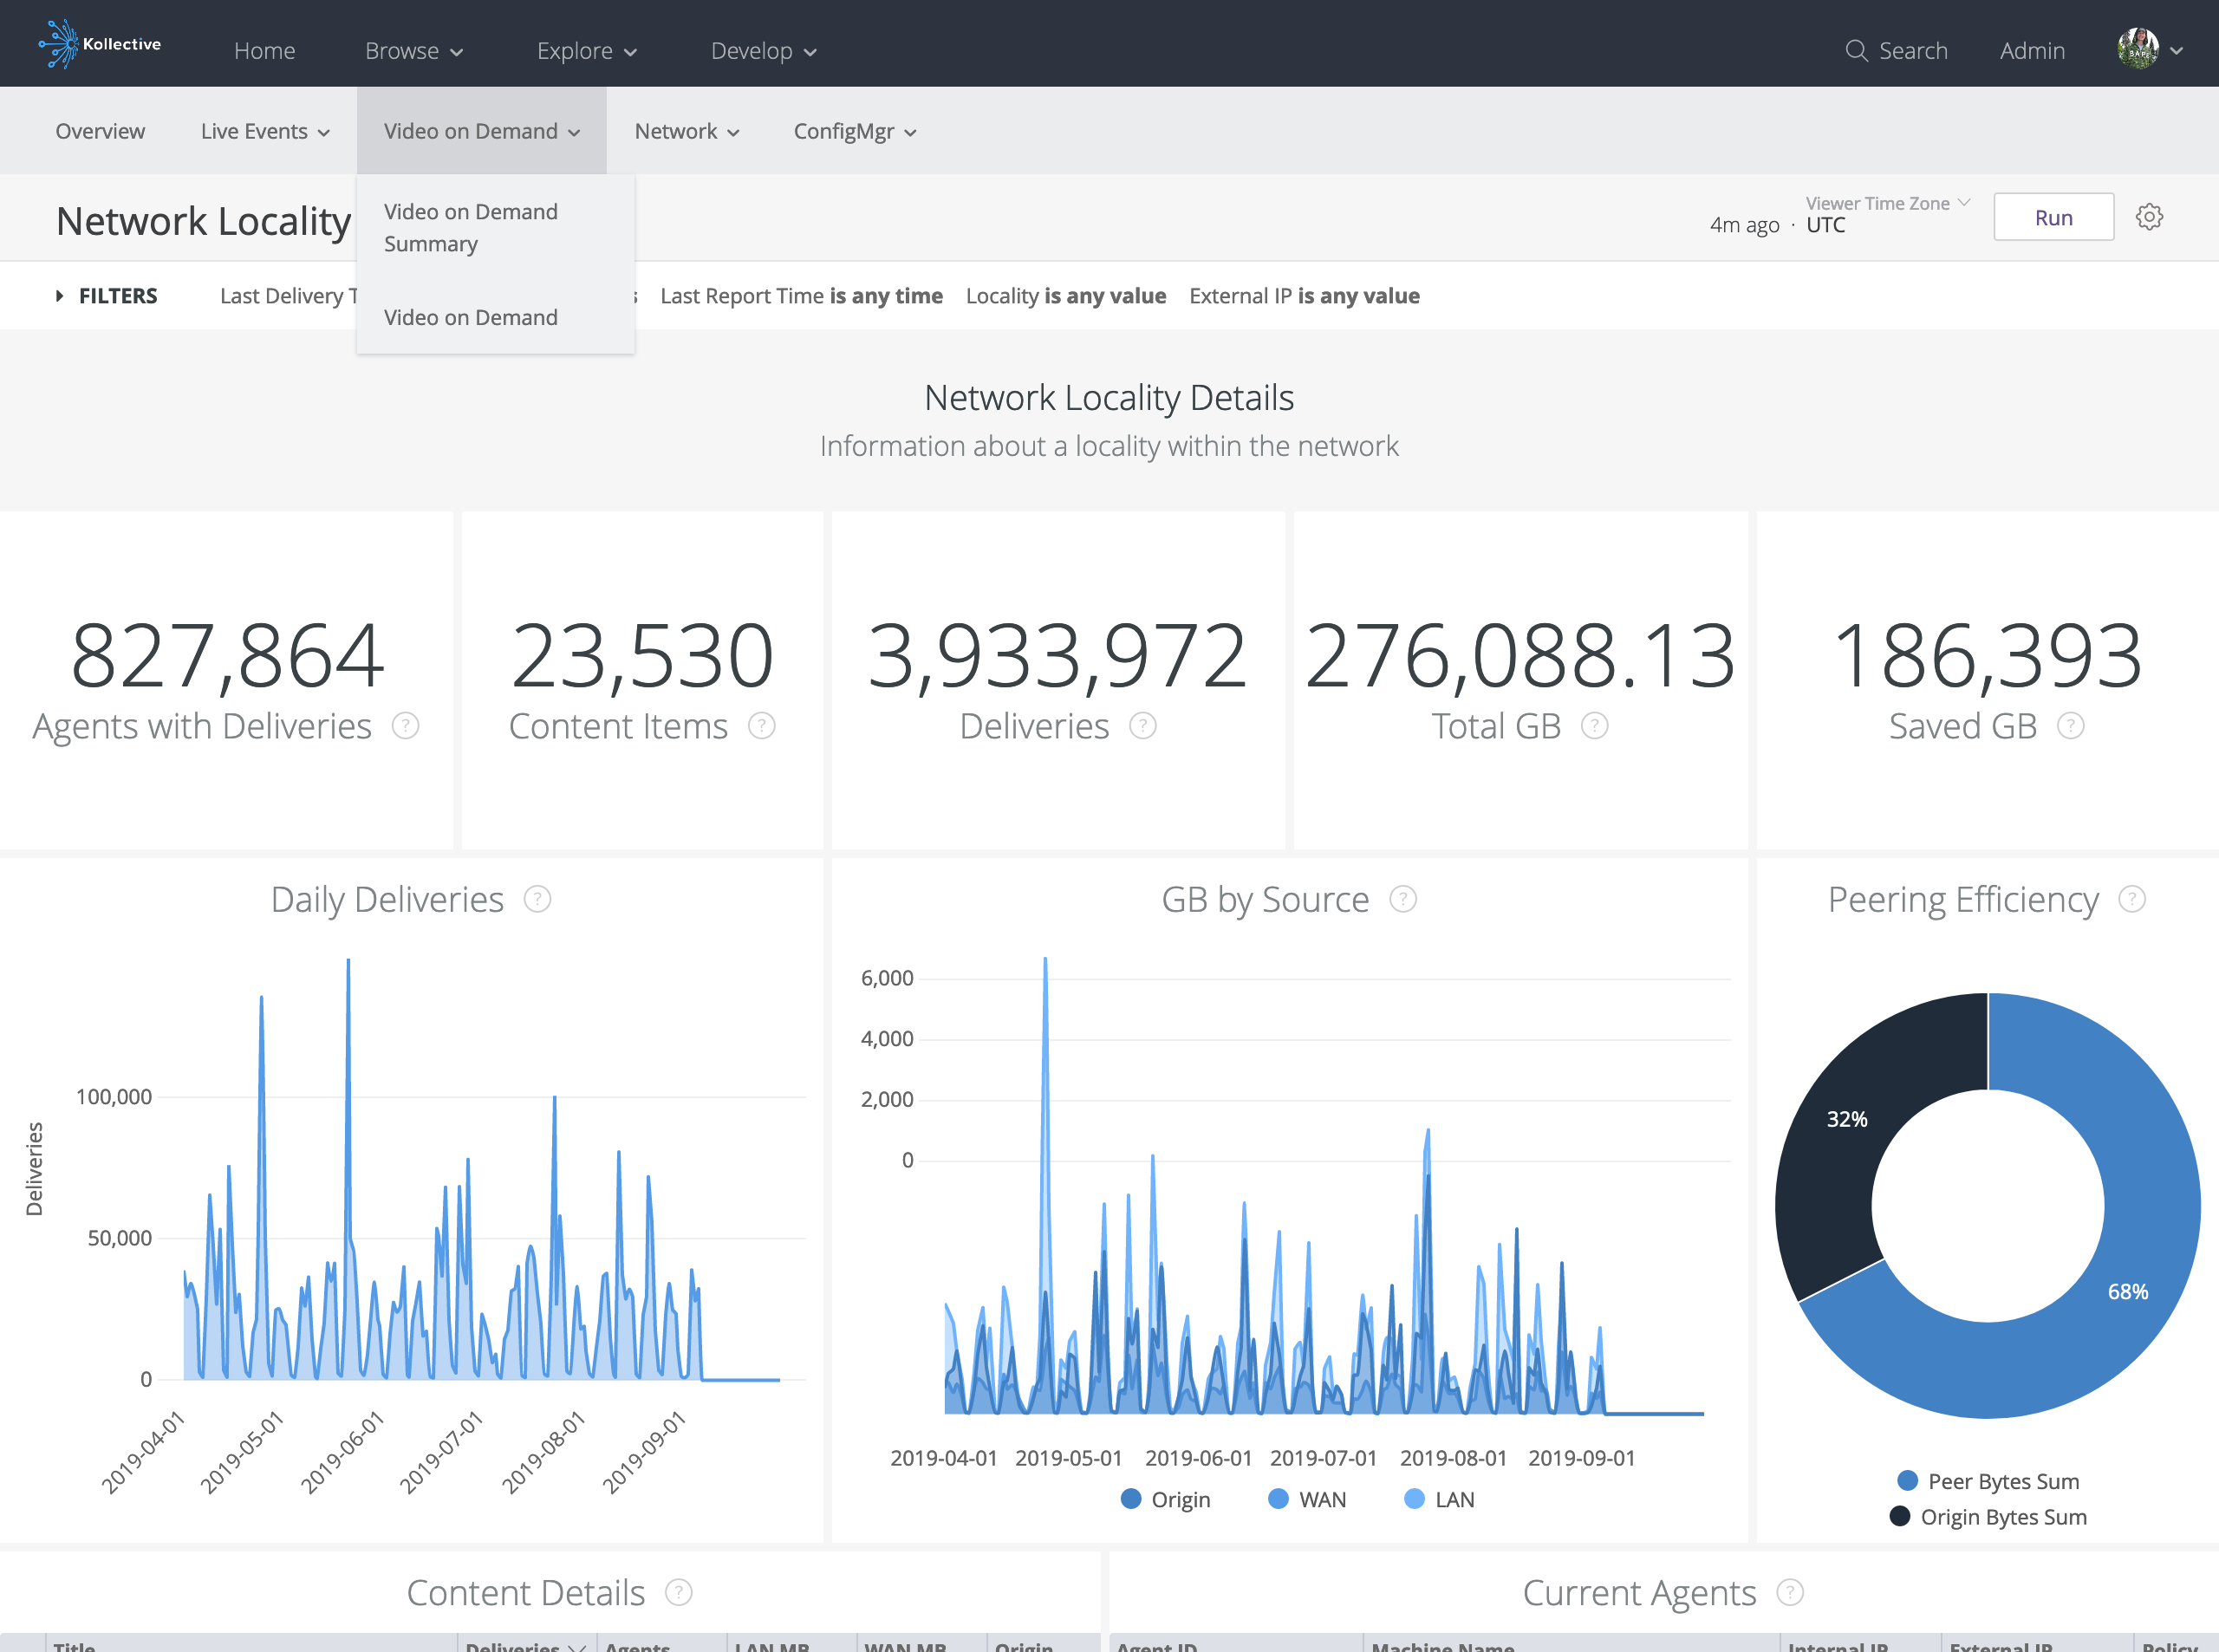 Kollective
Home
Browse
Explore
Develop
Search
Admin
Overview
Live Events
Video on Demand
Network
ConfigMgr
Video on Demand
Summary
Video on Demand
Network Locality
4m ago · UTC
Viewer Time Zone
Run
FILTERS
Last Delivery
Last Report Time is any time
Locality is any value
External IP is any value
Network Locality Details
Information about a locality within the network
827,864
Agents with Deliveries ?
23,530
Content Items ?
3,933,972
Deliveries ?
276,088.13
Total GB ?
186,393
Saved GB ?
Daily Deliveries ?
Deliveries
100,000
50,000
0
2019-04-01
2019-05-01
2019-06-01
2019-07-01
2019-08-01
2019-09-01
GB by Source ?
6,000
4,000
2,000
0
2019-04-01
2019-05-01
2019-06-01
2019-07-01
2019-08-01
2019-09-01
Origin
WAN
LAN
Peering Efficiency ?
32%
68%
Peer Bytes Sum
Origin Bytes Sum
Content Details ?
Title
Deliveries
Agents
LAN MB
WAN MB
Origin
Current Agents ?
Agent ID
Machine Name
Internal IP
External IP
Policy